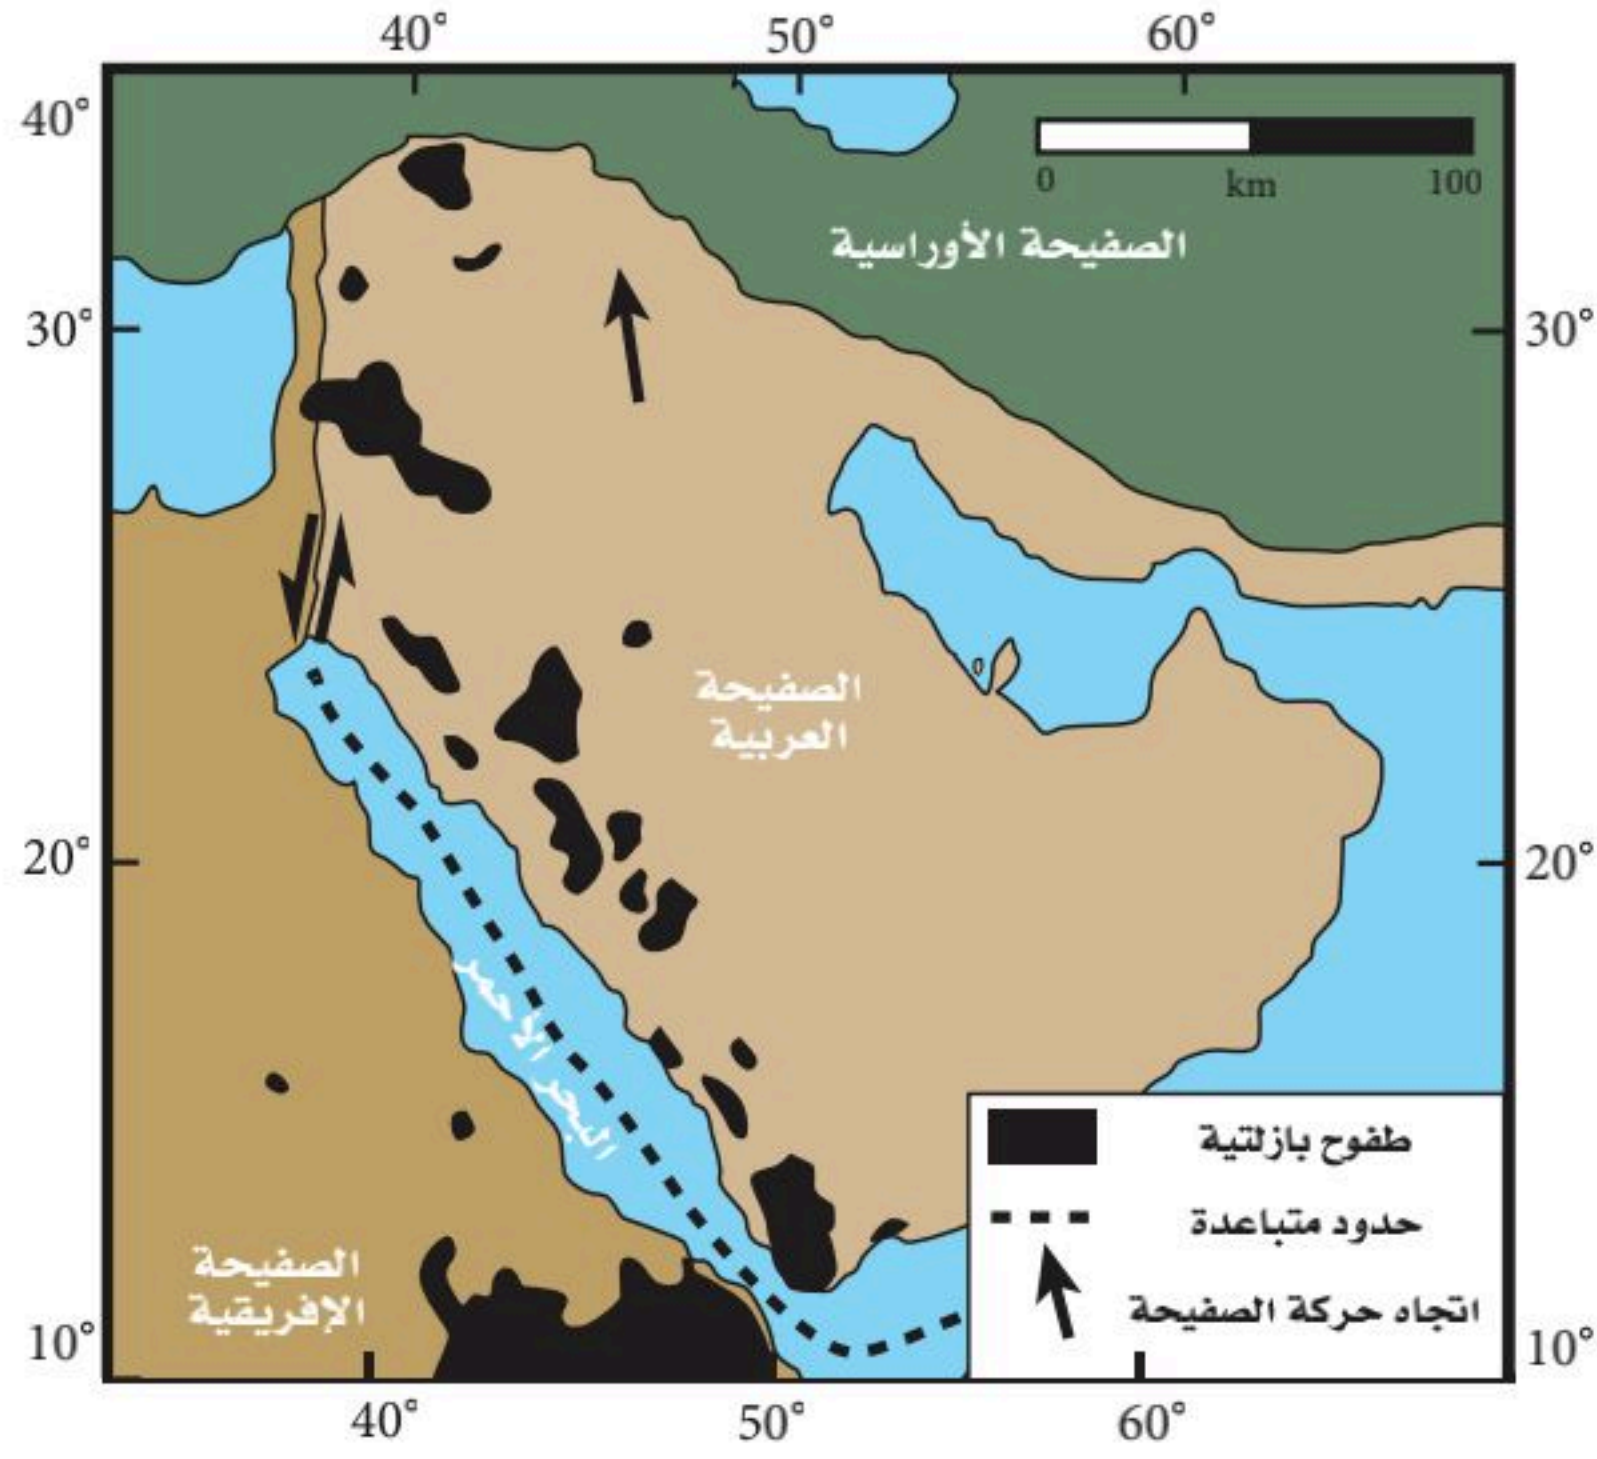 40° 50° 60°
40°
0 km 100
الصفيحة الأوراسية
30° 30°
الصفيحة
العربية
20° 20°
البحر الأحمر
طفوح بازلتية
حدود متباعدة
اتجاه حركة الصفيحة
الصفيحة
الإفريقية
10° 10°
40° 50° 60°